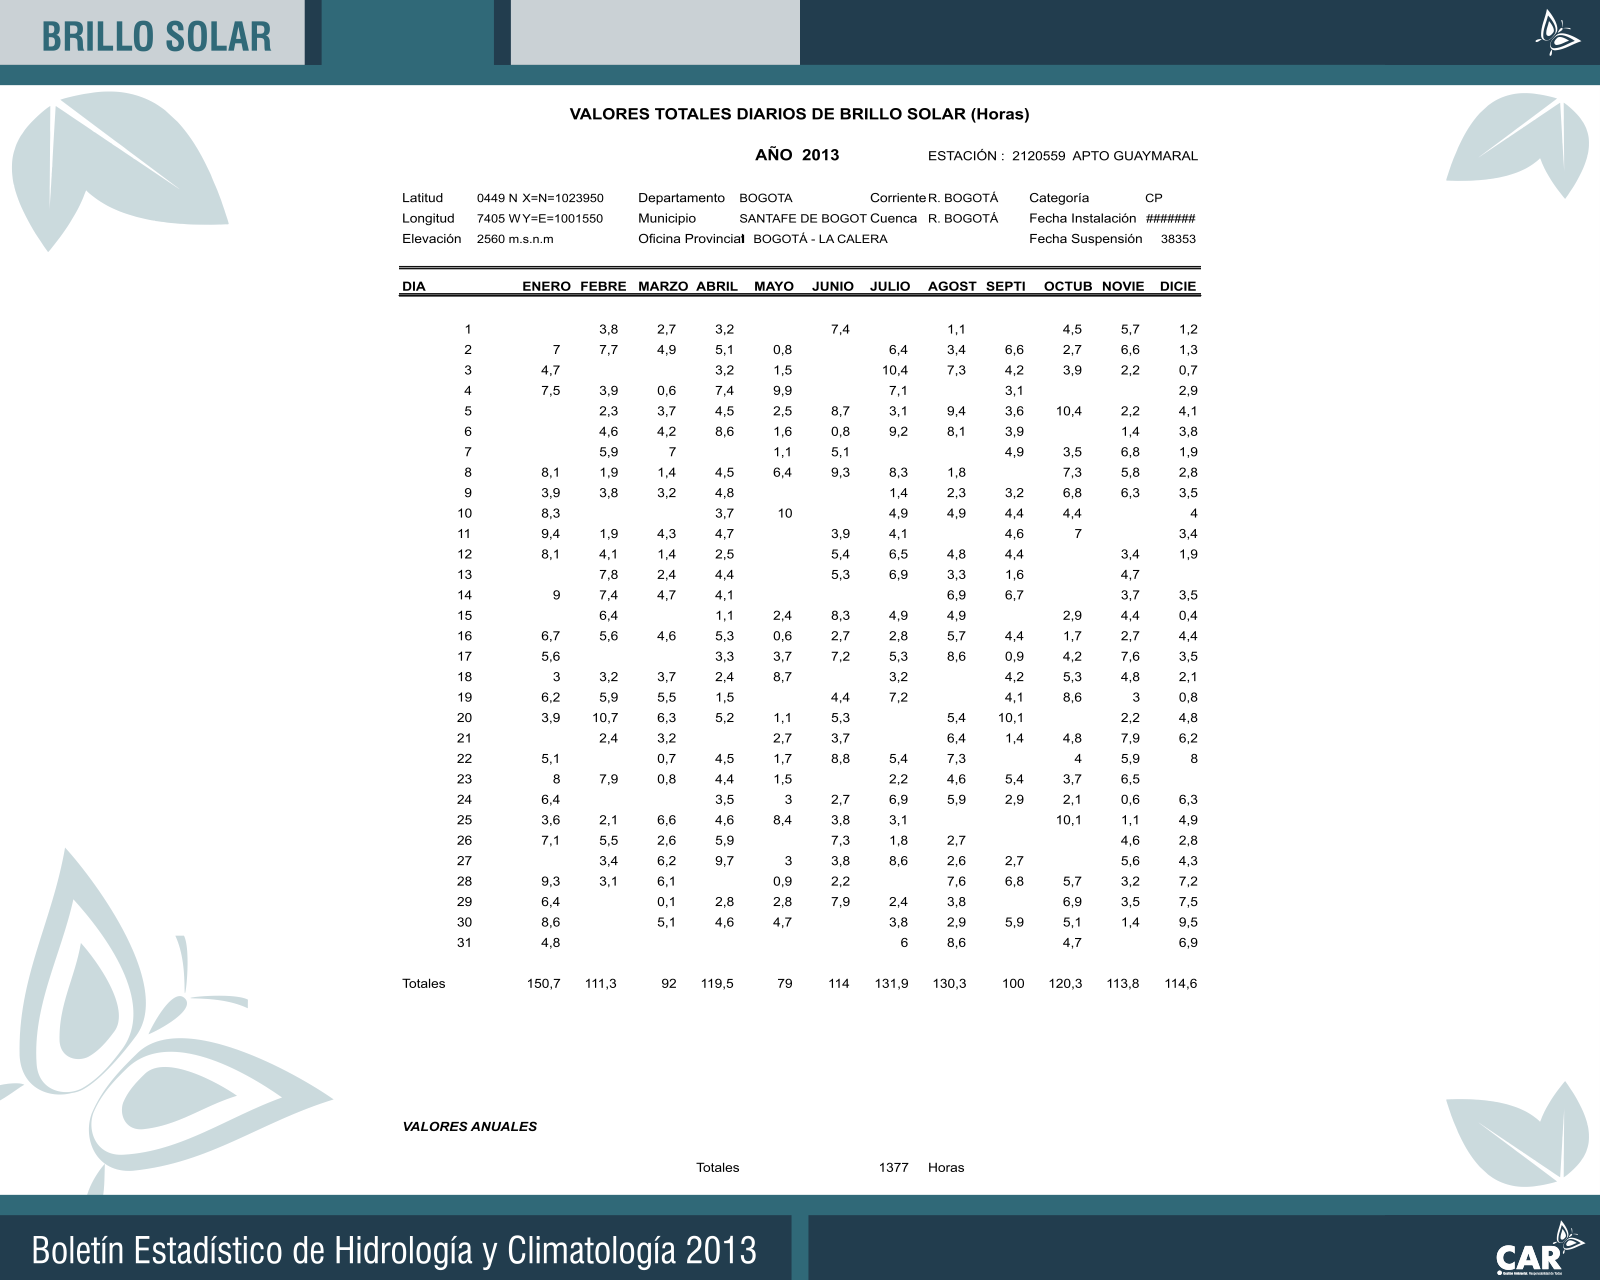 BRILLO SOLAR
VALORES TOTALES DIARIOS DE BRILLO SOLAR (Horas)
AÑO 2013 ESTACIÓN : 2120559 APTO GUAYMARAL
Latitud 0449 N X=N=1023950 Departamento BOGOTA Corriente R. BOGOTÁ Categoría CP
Longitud 7405 W Y=E=1001550 Municipio SANTAFE DE BOGOT Cuenca R. BOGOTÁ Fecha Instalación #######
Elevación 2560 m.s.n.m Oficina Provincial BOGOTÁ - LA CALERA Fecha Suspensión 38353
DIA ENERO FEBRE MARZO ABRIL MAYO JUNIO JULIO AGOST SEPTI OCTUB NOVIE DICIE
1 3,8 2,7 3,2 7,4 1,1 4,5 5,7 1,2
2 7 7,7 4,9 5,1 0,8 6,4 3,4 6,6 2,7 6,6 1,3
3 4,7 3,2 1,5 10,4 7,3 4,2 3,9 2,2 0,7
4 7,5 3,9 0,6 7,4 9,9 7,1 3,1 2,9
5 2,3 3,7 4,5 2,5 8,7 3,1 9,4 3,6 10,4 2,2 4,1
6 4,6 4,2 8,6 1,6 0,8 9,2 8,1 3,9 1,4 3,8
7 5,9 7 1,1 5,1 4,9 3,5 6,8 1,9
8 8,1 1,9 1,4 4,5 6,4 9,3 8,3 1,8 7,3 5,8 2,8
9 3,9 3,8 3,2 4,8 1,4 2,3 3,2 6,8 6,3 3,5
10 8,3 3,7 10 4,9 4,9 4,4 4,4 4
11 9,4 1,9 4,3 4,7 3,9 4,1 4,6 7 3,4
12 8,1 4,1 1,4 2,5 5,4 6,5 4,8 4,4 3,4 1,9
13 7,8 2,4 4,4 5,3 6,9 3,3 1,6 4,7
14 9 7,4 4,7 4,1 6,9 6,7 3,7 3,5
15 6,4 1,1 2,4 8,3 4,9 4,9 2,9 4,4 0,4
16 6,7 5,6 4,6 5,3 0,6 2,7 2,8 5,7 4,4 1,7 2,7 4,4
17 5,6 3,3 3,7 7,2 5,3 8,6 0,9 4,2 7,6 3,5
18 3 3,2 3,7 2,4 8,7 3,2 4,2 5,3 4,8 2,1
19 6,2 5,9 5,5 1,5 4,4 7,2 4,1 8,6 3 0,8
20 3,9 10,7 6,3 5,2 1,1 5,3 5,4 10,1 2,2 4,8
21 2,4 3,2 2,7 3,7 6,4 1,4 4,8 7,9 6,2
22 5,1 0,7 4,5 1,7 8,8 5,4 7,3 4 5,9 8
23 8 7,9 0,8 4,4 1,5 2,2 4,6 5,4 3,7 6,5
24 6,4 3,5 3 2,7 6,9 5,9 2,9 2,1 0,6 6,3
25 3,6 2,1 6,6 4,6 8,4 3,8 3,1 10,1 1,1 4,9
26 7,1 5,5 2,6 5,9 7,3 1,8 2,7 4,6 2,8
27 3,4 6,2 9,7 3 3,8 8,6 2,6 2,7 5,6 4,3
28 9,3 3,1 6,1 0,9 2,2 7,6 6,8 5,7 3,2 7,2
29 6,4 0,1 2,8 2,8 7,9 2,4 3,8 6,9 3,5 7,5
30 8,6 5,1 4,6 4,7 3,8 2,9 5,9 5,1 1,4 9,5
31 4,8 6 8,6 4,7 6,9
Totales 150,7 111,3 92 119,5 79 114 131,9 130,3 100 120,3 113,8 114,6
VALORES ANUALES
Totales 1377 Horas
Boletín Estadístico de Hidrología y Climatología 2013
CAR